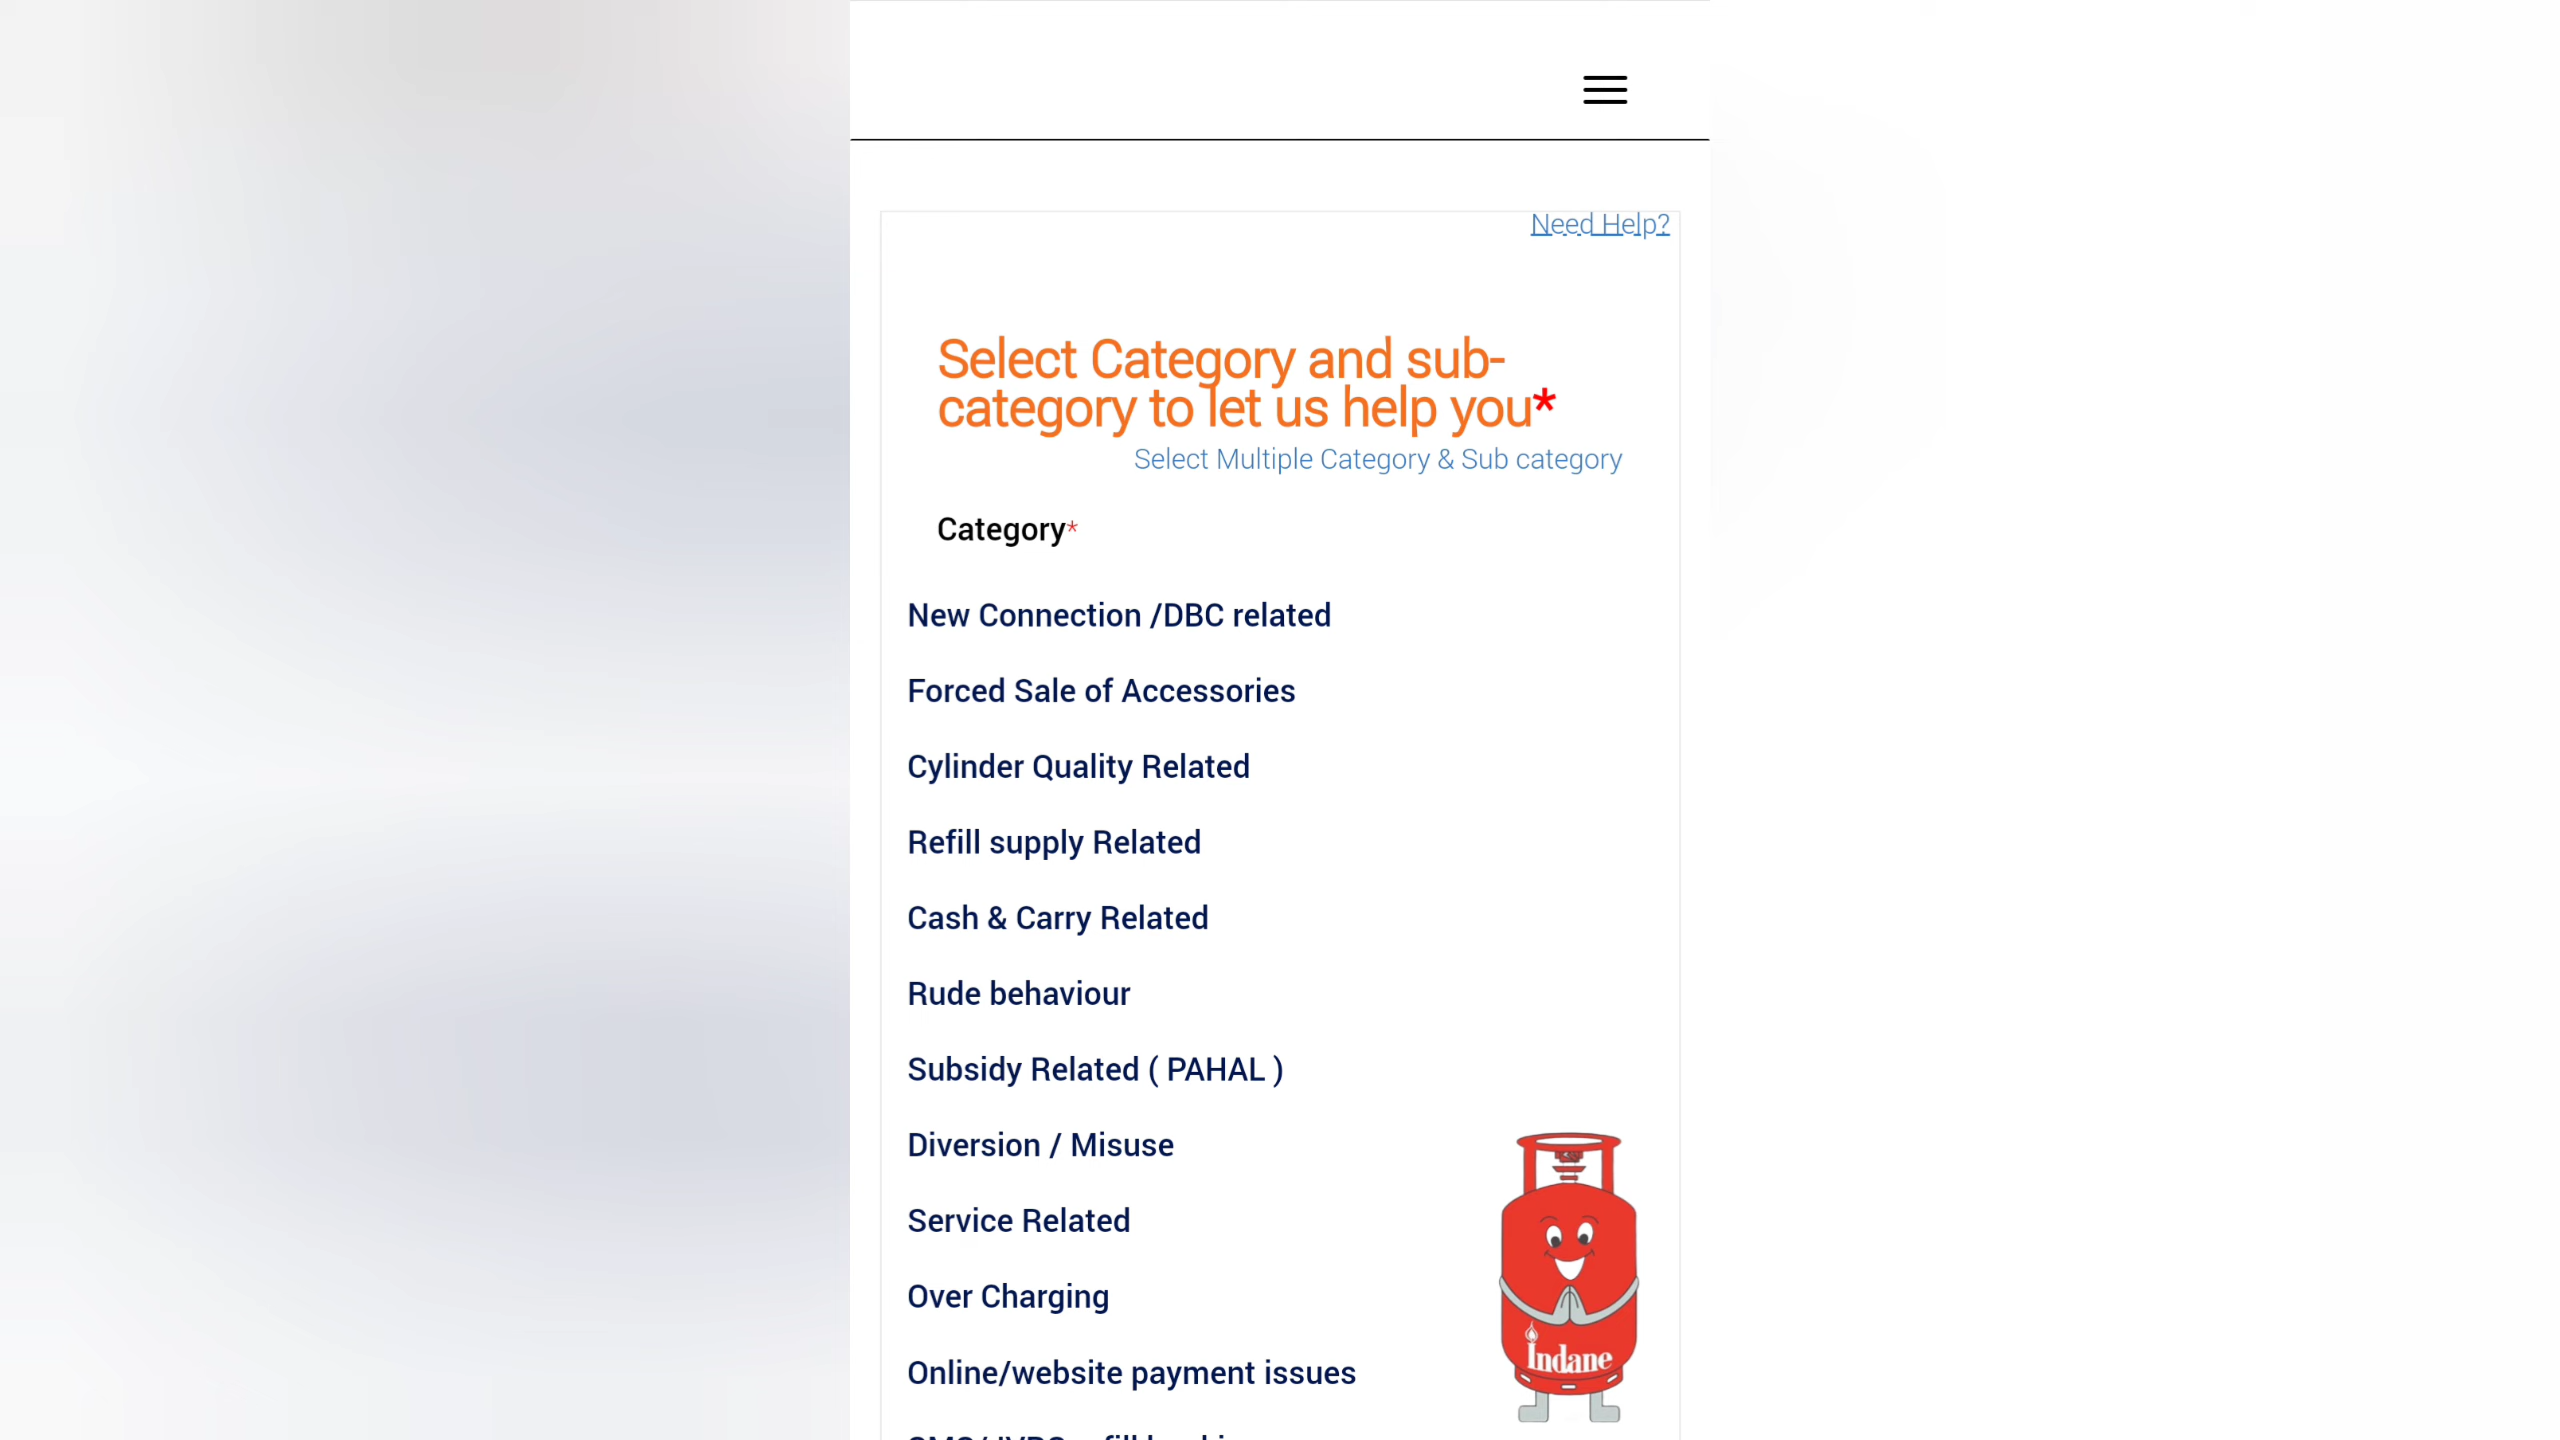 Need Help?
Select Category and sub-
category to let us help you*
Select Multiple Category & Sub category
Category*
New Connection /DBC related
Forced Sale of Accessories
Cylinder Quality Related
Refill supply Related
Cash & Carry Related
Rude behaviour
Subsidy Related ( PAHAL )
Diversion / Misuse
Service Related
Over Charging
Indane
Online/website payment issues